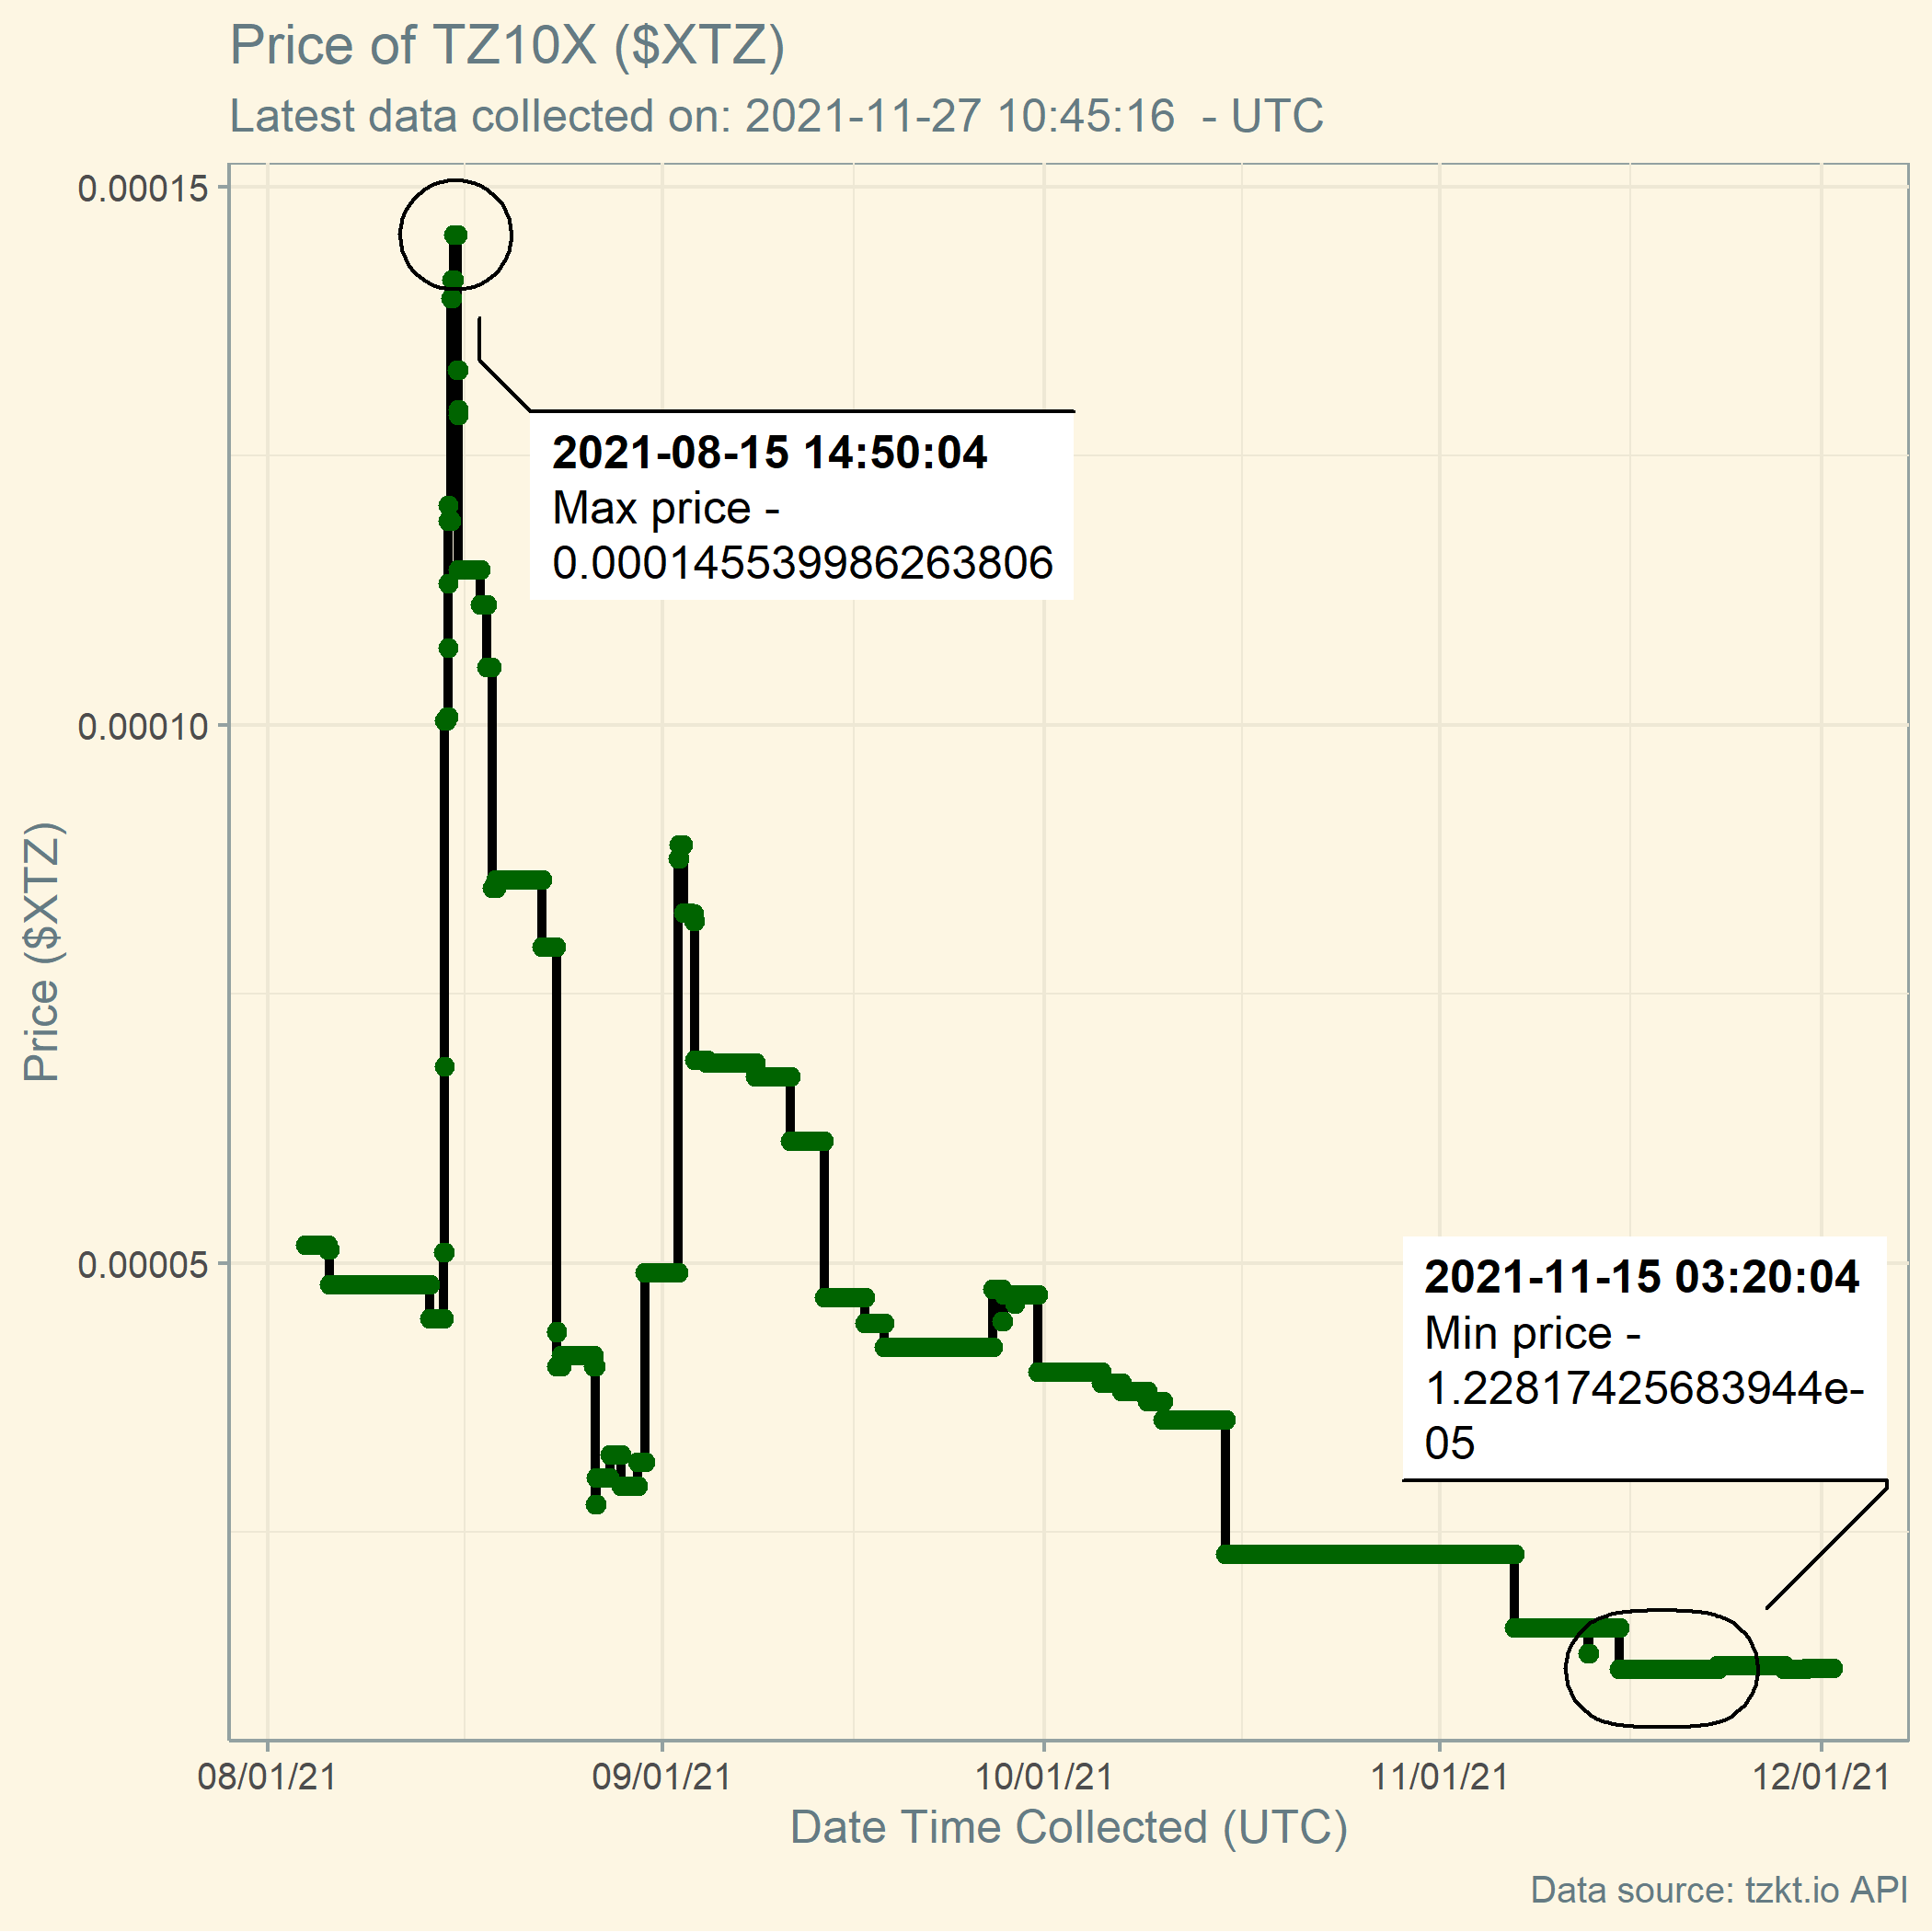 Price of TZ10X ($XTZ)
Latest data collected on: 2021-11-27 10:45:16 - UTC
0.00015
2021-08-15 14:50:04
Max price -
0.000145539986263806
0.00010
Price ($XTZ)
0.00005
2021-11-15 03:20:04
Min price -
1.22817425683944e-
05
08/01/21 09/01/21 10/01/21 11/01/21 12/01/21
Date Time Collected (UTC)
Data source: tzkt.io API